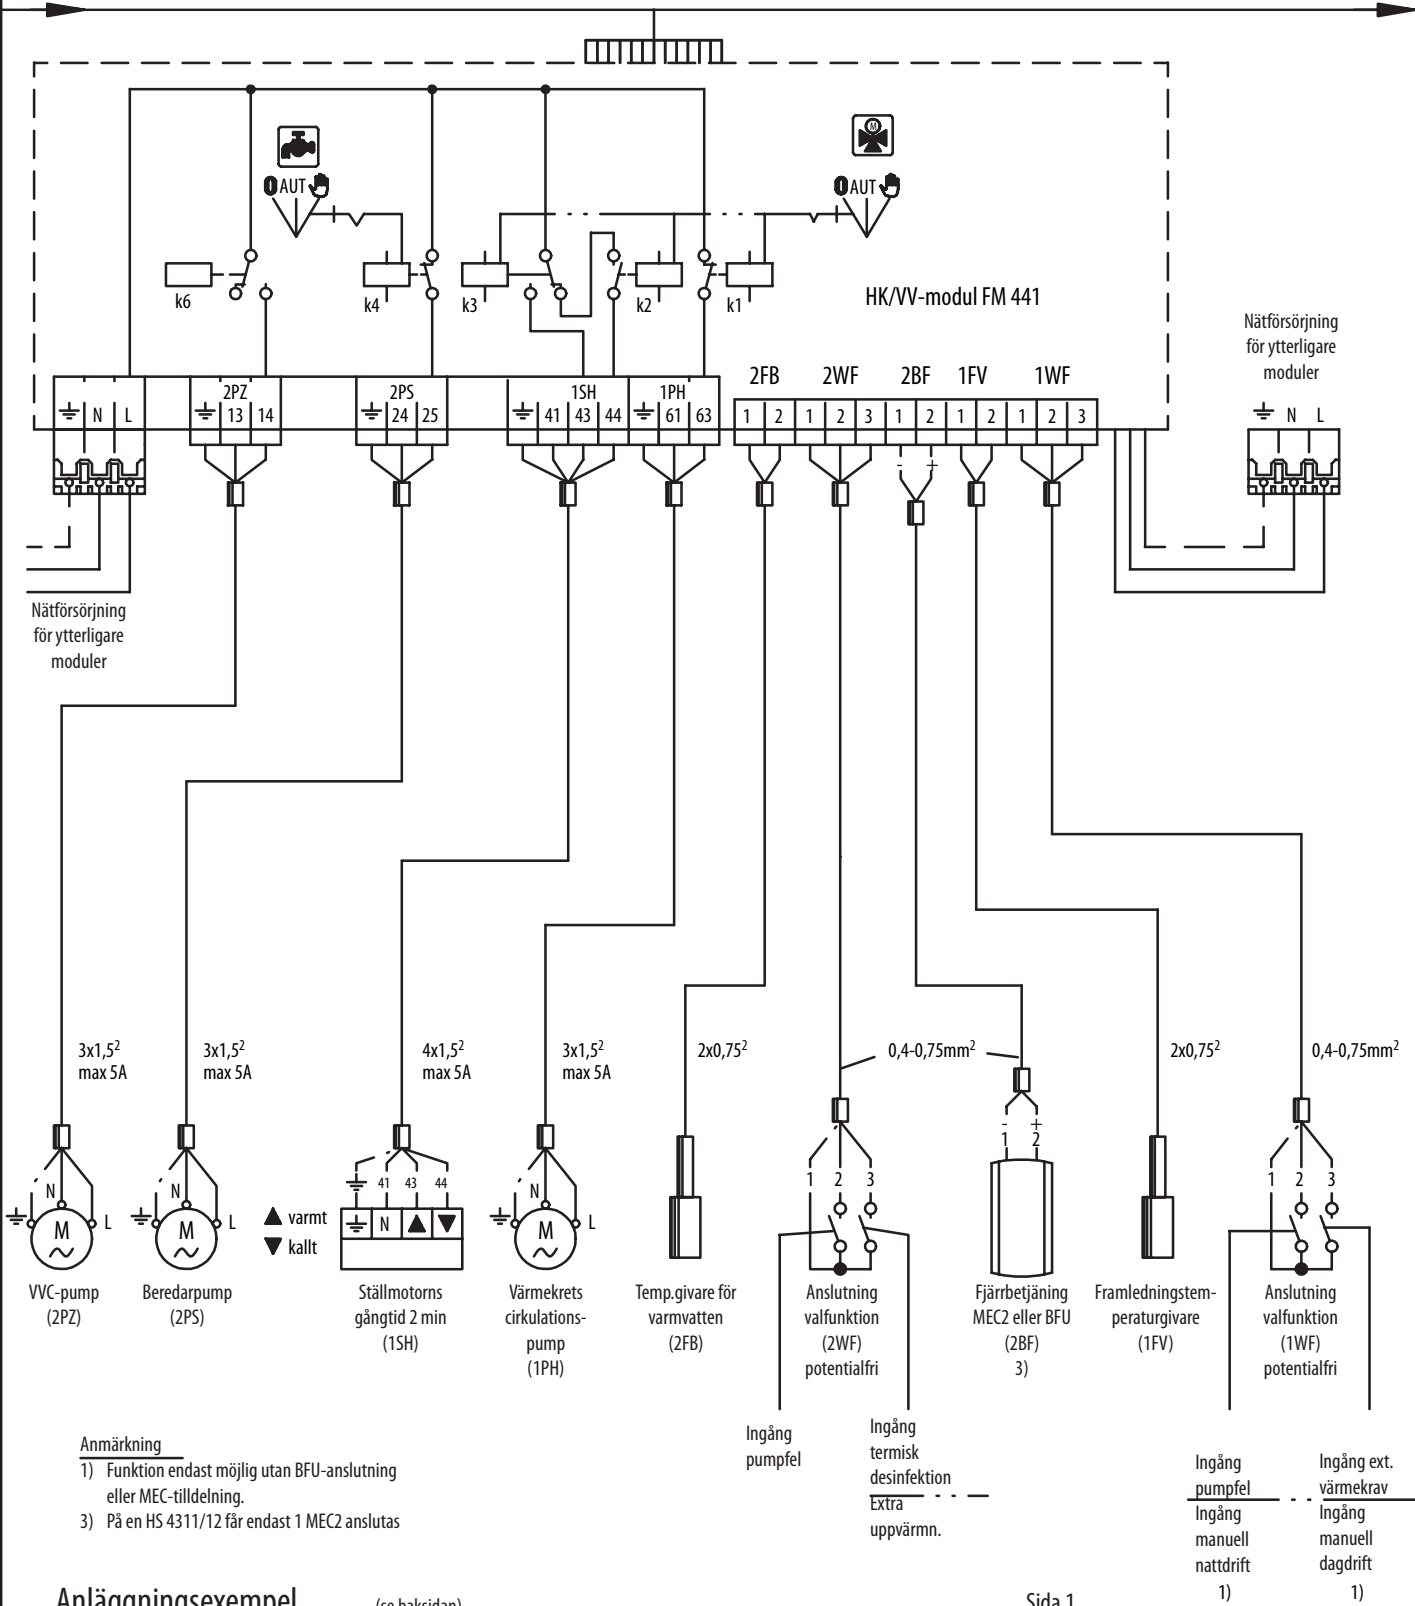 M
M
0 AUT
0 AUT
k6
k4
k3
k2
k1
HK/VV-modul FM 441
Nätförsörjning
för ytterligare
moduler
N L
2PZ
2PS
1SH
1PH
2FB
2WF
2BF
1FV
1WF
N L
13 14
24 25
41 43 44
61 63
1 2
1 2 3
1 2
1 2
1 2 3
- +
Nätförsörjning
för ytterligare
moduler
3x1,5²
max 5A
3x1,5²
max 5A
4x1,5²
max 5A
3x1,5²
max 5A
2x0,75²
0,4-0,75mm²
2x0,75²
0,4-0,75mm²
- +
1 2
N
L
M
N
L
M
▲ varmt
▼ kallt
41 43 44
N ▲ ▼
N
L
M
1 2 3
1 2 3
VVC-pump
(2PZ)
Beredarpump
(2PS)
Ställmotorns
gångtid 2 min
(1SH)
Värmekrets
cirkulations-
pump
(1PH)
Temp.givare för
varmvatten
(2FB)
Anslutning
valfunktion
(2WF)
potentialfri
Fjärrbetjäning
MEC2 eller BFU
(2BF)
3)
Framledningstem-
peraturgivare
(1FV)
Anslutning
valfunktion
(1WF)
potentialfri
Ingång
pumpfel
Ingång
termisk
desinfektion
Extra
uppvärmn.
Ingång
pumpfel
Ingång
manuell
nattdrift
1)
Ingång ext.
värmekrav
Ingång
manuell
dagdrift
1)
Anmärkning
1) Funktion endast möjlig utan BFU-anslutning
eller MEC-tilldelning.
3) På en HS 4311/12 får endast 1 MEC2 anslutas
Anläggningsexempel (se baksidan) Sida 1